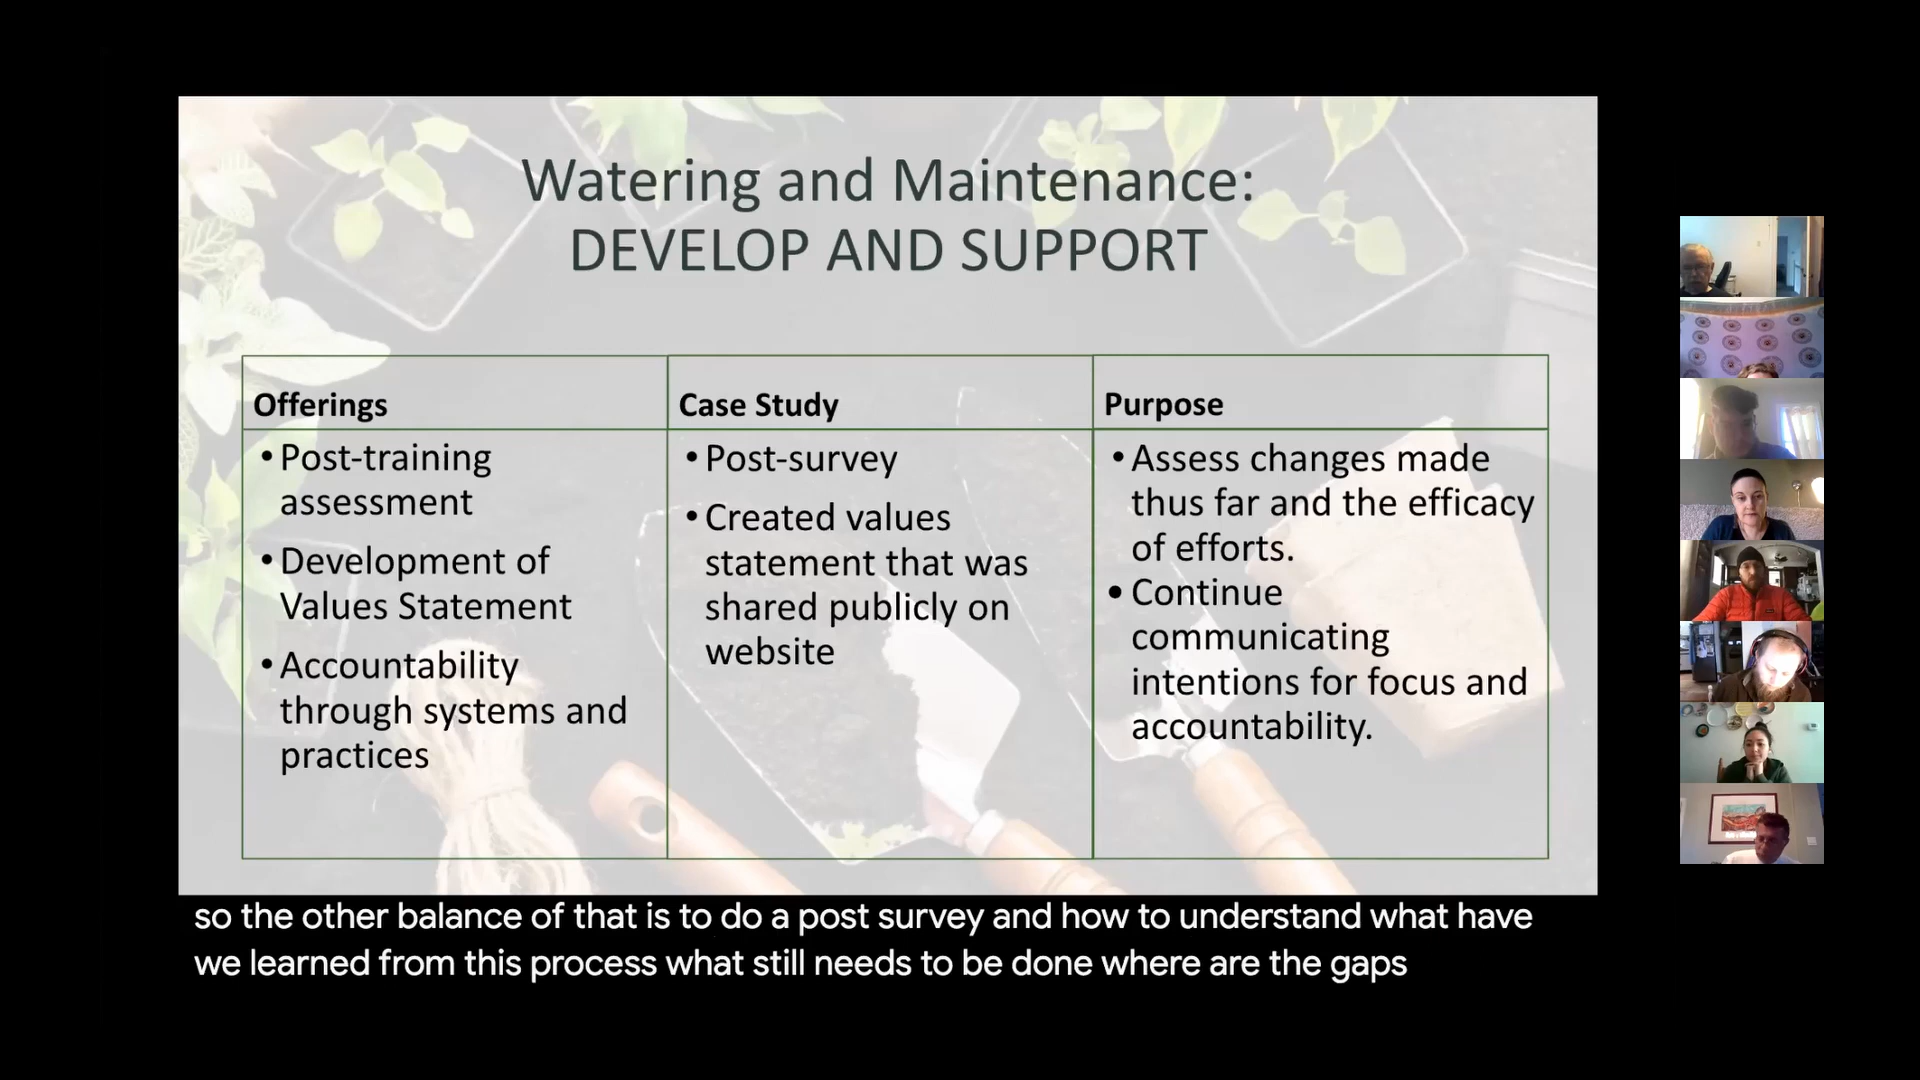 Watering and Maintenance:
DEVELOP AND SUPPORT
Offerings
• Post-training
assessment
• Development of
Values Statement
• Accountability
through systems and
practices
Case Study
• Post-survey
• Created values
statement that was
shared publicly on
website
Purpose
• Assess changes made
thus far and the efficacy
of efforts.
• Continue
communicating
intentions for focus and
accountability.
so the other balance of that is to do a post survey and how to understand what have
we learned from this process what still needs to be done where are the gaps